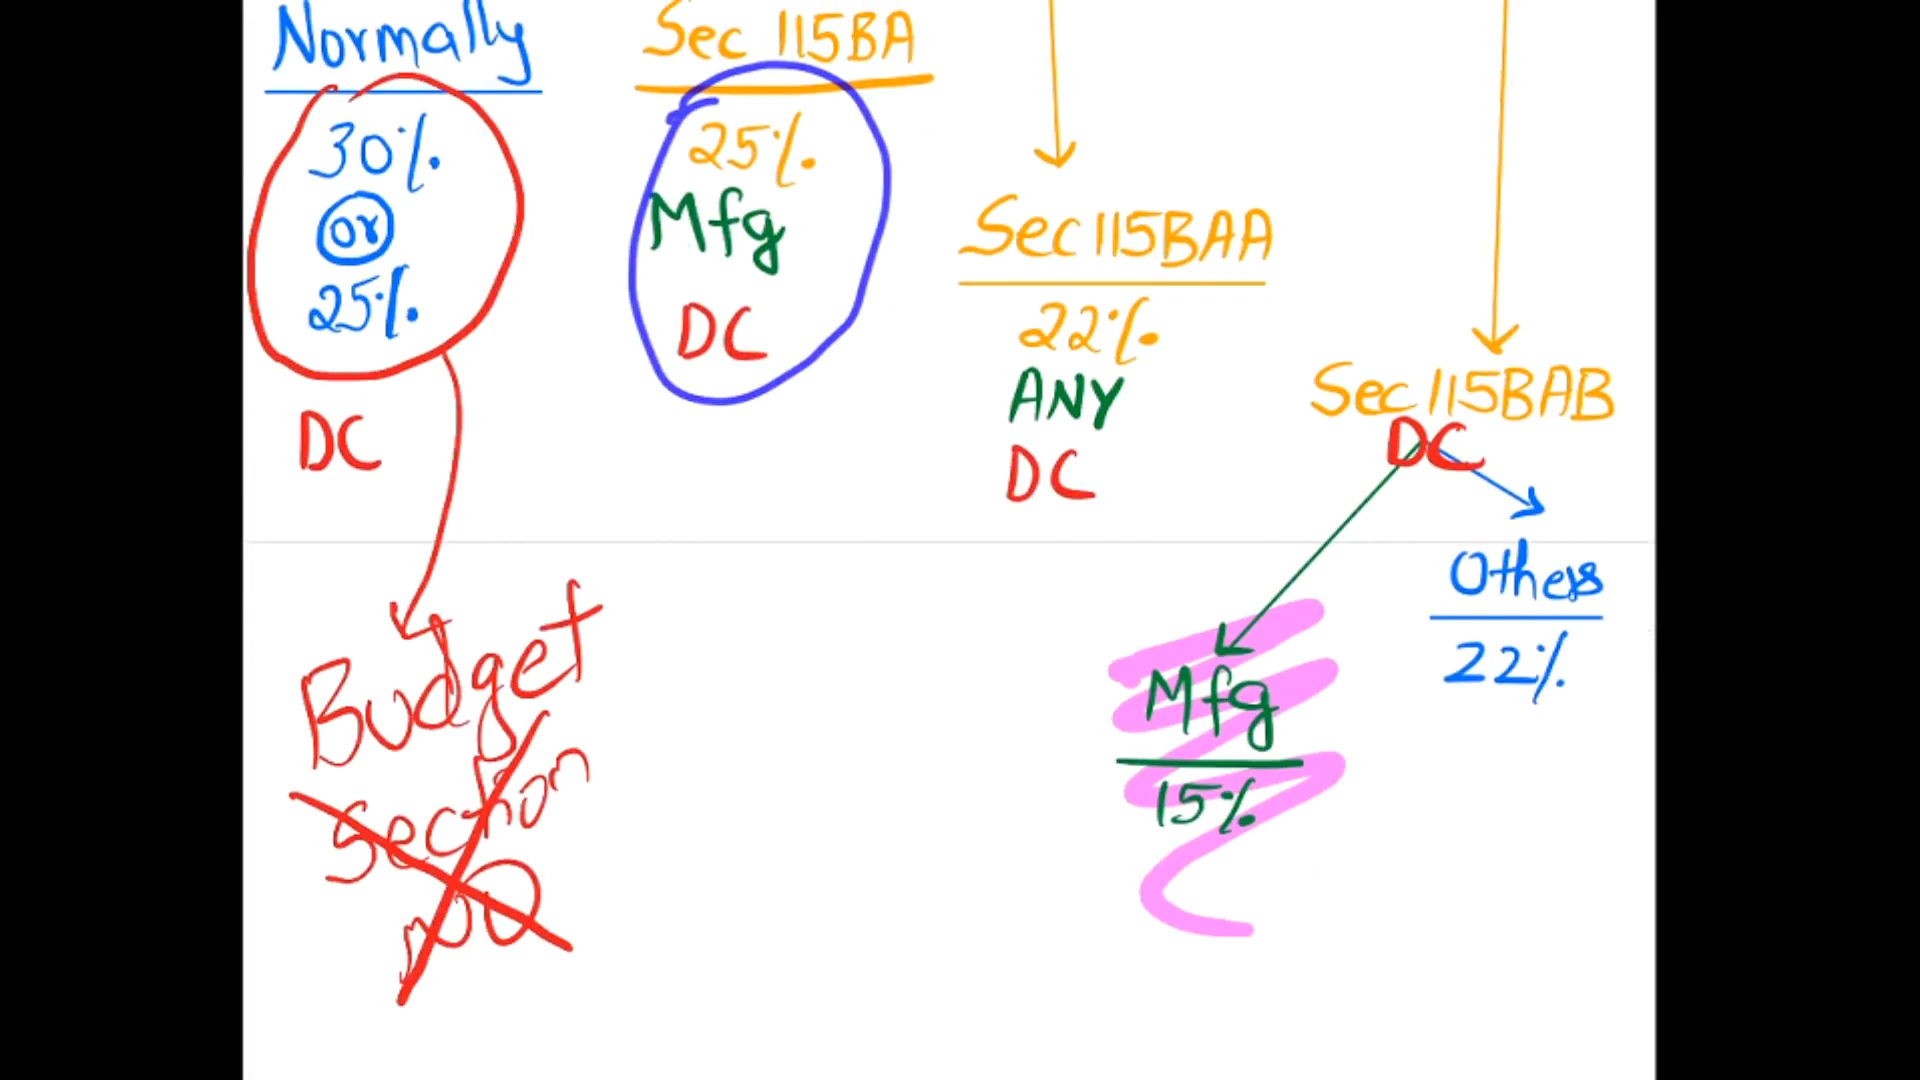 Normally
30%
or
25%
DC
Budget
Section
no
Sec 115BA
25%
Mfg
DC
Sec 115BAA
22%
ANY
DC
Sec 115BAB
DC
Mfg
15%
Others
22%